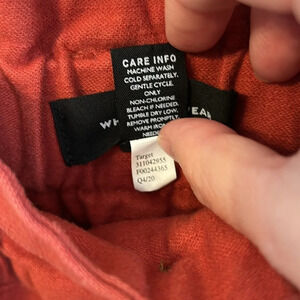 CARE INFO
MACHINE WASH
COLD SEPARATELY,
GENTLE CYCLE,
ONLY
NON-CHLORINE
BLEACH IF NEEDED,
TUMBLE DRY LOW,
REMOVE PROMPTLY,
WARM IRON
Target
311042955
F00244365
Q4/20